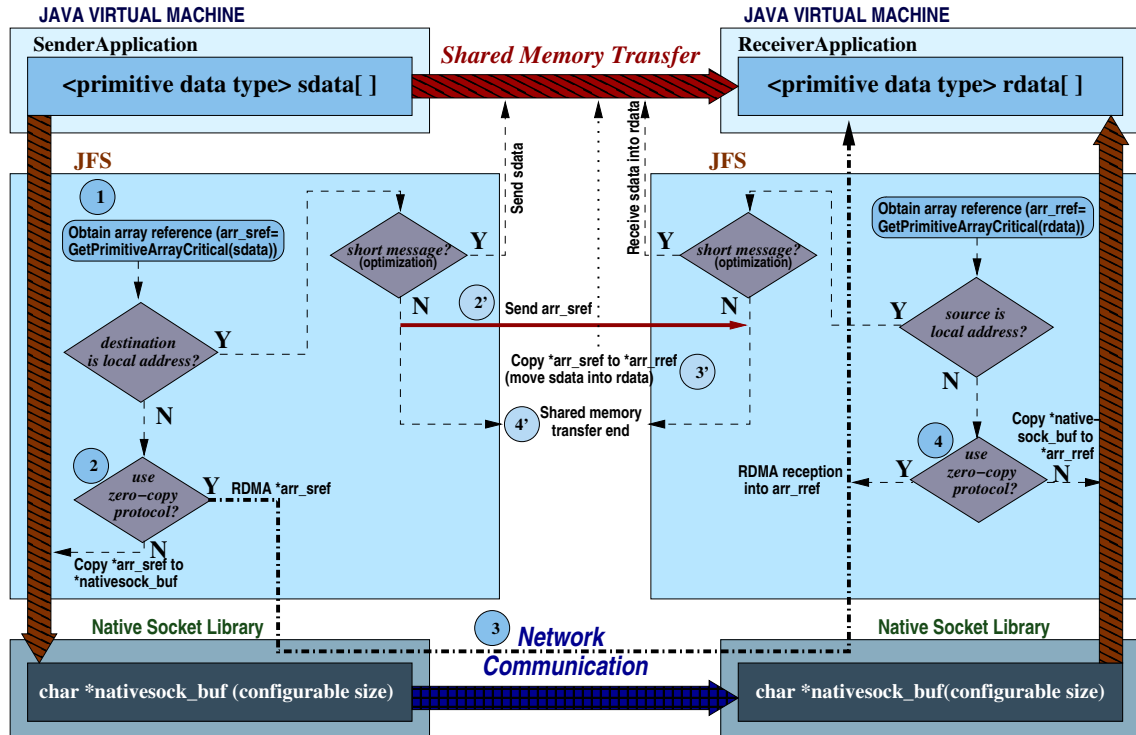 JAVA VIRTUAL MACHINE
JAVA VIRTUAL MACHINE
SenderApplication
<primitive data type> sdata[ ]
Shared Memory Transfer
ReceiverApplication
<primitive data type> rdata[ ]
JFS
1
Obtain array reference (arr_sref=
GetPrimitiveArrayCritical(sdata))
destination
is local address?
Y
N
short message?
(optimization)
Y
N
Send sdata
Receive sdata into rdata
JFS
short message?
(optimization)
Y
N
Obtain array reference (arr_rref=
GetPrimitiveArrayCritical(rdata))
source is
local address?
Y
N
2'
Send arr_sref
Copy *arr_sref to *arr_rref
(move sdata into rdata)
3'
4'
Shared memory
transfer end
2
use
zero−copy
protocol?
Y
RDMA *arr_sref
N
Copy *arr_sref to
*nativesock_buf
4
use
zero−copy
protocol?
Y
N
RDMA reception
into arr_rref
Copy *native-
sock_buf to
*arr_rref
Native Socket Library
3
Network
Communication
Native Socket Library
char *nativesock_buf (configurable size)
char *nativesock_buf(configurable size)